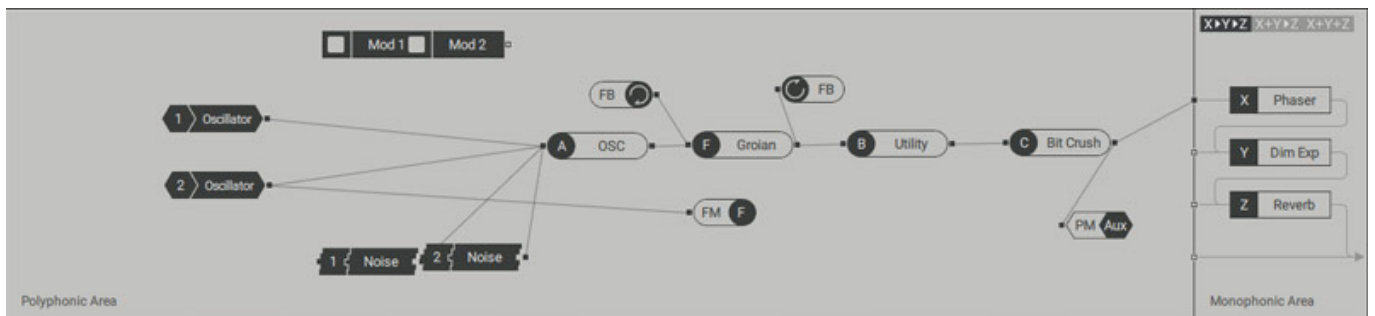 X▸Y▸Z X+Y▸Z X+Y+Z
Mod 1 Mod 2
FB
FB
1 Oscillator
X Phaser
A OSC
F Groian
B Utility
C Bit Crush
Y Dim Exp
2 Oscillator
FM F
Z Reverb
PM Aux
1 Noise
2 Noise
Polyphonic Area
Monophonic Area